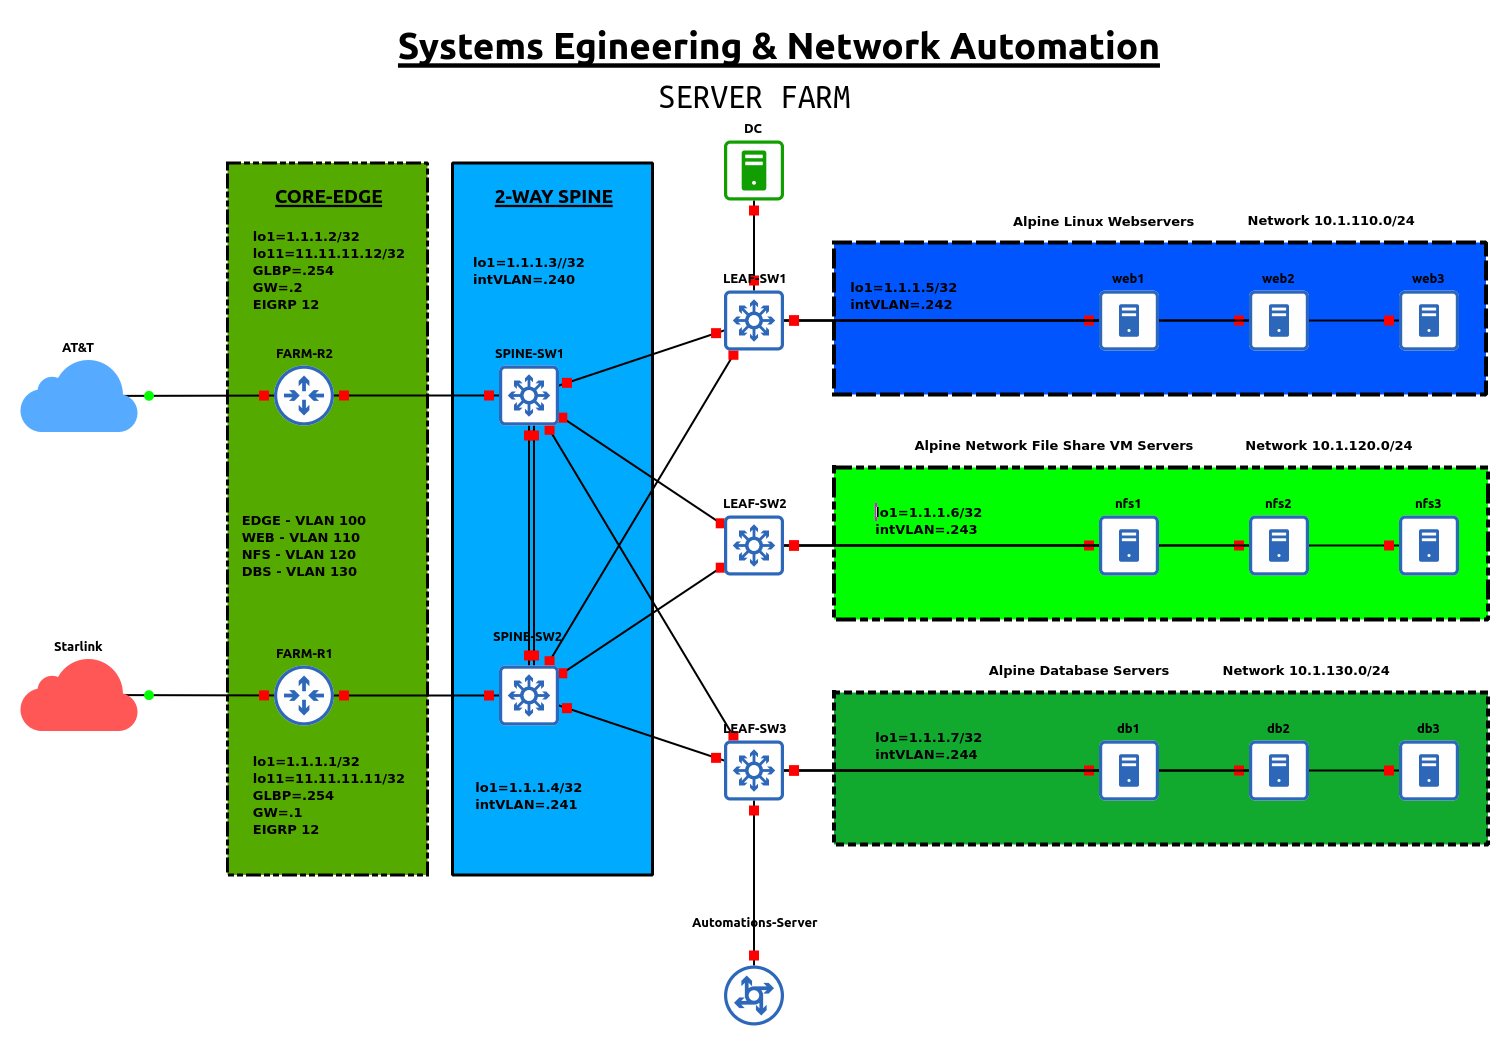 Systems Egineering & Network Automation
SERVER FARM
DC
CORE-EDGE
lo1=1.1.1.2/32
lo11=11.11.11.12/32
GLBP=.254
GW=.2
EIGRP 12
2-WAY SPINE
lo1=1.1.1.3//32
intVLAN=.240
AT&T
FARM-R2
SPINE-SW1
LEAF-SW1
Alpine Linux Webservers Network 10.1.110.0/24
lo1=1.1.1.5/32
intVLAN=.242
web1 web2 web3
EDGE - VLAN 100
WEB - VLAN 110
NFS - VLAN 120
DBS - VLAN 130
LEAF-SW2
Alpine Network File Share VM Servers Network 10.1.120.0/24
lo1=1.1.1.6/32
intVLAN=.243
nfs1 nfs2 nfs3
Starlink
FARM-R1
SPINE-SW2
LEAF-SW3
Alpine Database Servers Network 10.1.130.0/24
lo1=1.1.1.7/32
intVLAN=.244
db1 db2 db3
lo1=1.1.1.1/32
lo11=11.11.11.11/32
GLBP=.254
GW=.1
EIGRP 12
lo1=1.1.1.4/32
intVLAN=.241
Automations-Server